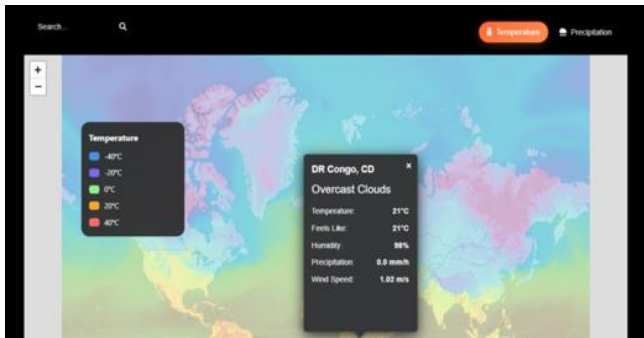 Search...
Temperature
Precipitation
+
−
Temperature
-40°C
-20°C
0°C
20°C
40°C
DR Congo, CD ×
Overcast Clouds
Temperature: 21°C
Feels Like: 21°C
Humidity 98%
Precipitation: 0.0 mm/h
Wind Speed: 1.02 m/s